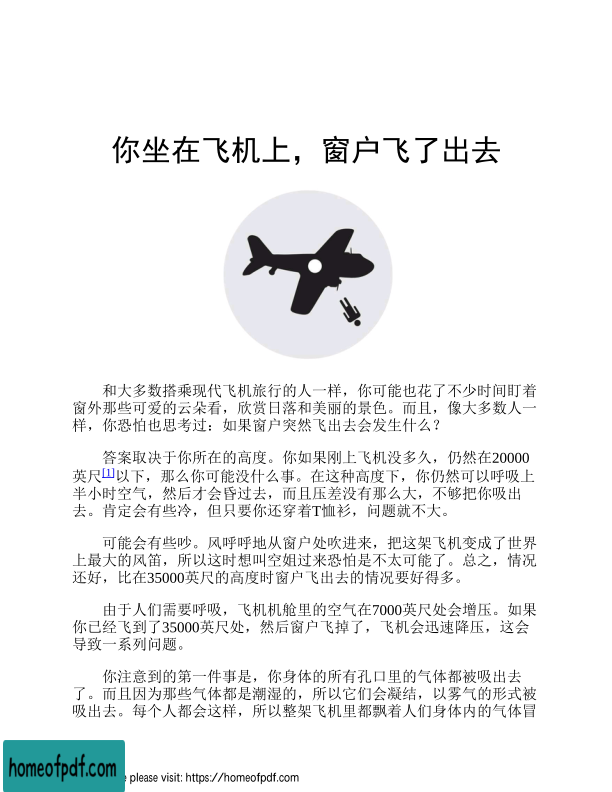 你坐在飞机上，窗户飞了出去
和大多数搭乘现代飞机旅行的人一样，你可能也花了不少时间盯着
窗外那些可爱的云朵看，欣赏日落和美丽的景色。而且，像大多数人一
样，你恐怕也思考过：如果窗户突然飞出去会发生什么？
答案取决于你所在的高度。你如果刚上飞机没多久，仍然在20000
英尺[1]以下，那么你可能没什么事。在这种高度下，你仍然可以呼吸上
半小时空气，然后才会昏过去，而且压差没有那么大，不够把你吸出
去。肯定会有些冷，但只要你还穿着T恤衫，问题就不大。
可能会有些吵。风呼呼地从窗户处吹进来，把这架飞机变成了世界
上最大的风笛，所以这时想叫空姐过来恐怕是不太可能了。总之，情况
还好，比在35000英尺的高度时窗户飞出去的情况要好得多。
由于人们需要呼吸，飞机机舱里的空气在7000英尺处会增压。如果
你已经飞到了35000英尺处，然后窗户飞掉了，飞机会迅速降压，这会
导致一系列问题。
你注意到的第一件事是，你身体的所有孔口里的气体都被吸出去
了。而且因为那些气体都是潮湿的，所以它们会凝结，以雾气的形式被
吸出去。每个人都会这样，所以整架飞机里都飘着人们身体内的气体冒
homeofpdf.com
e please visit: https://homeofpdf.com